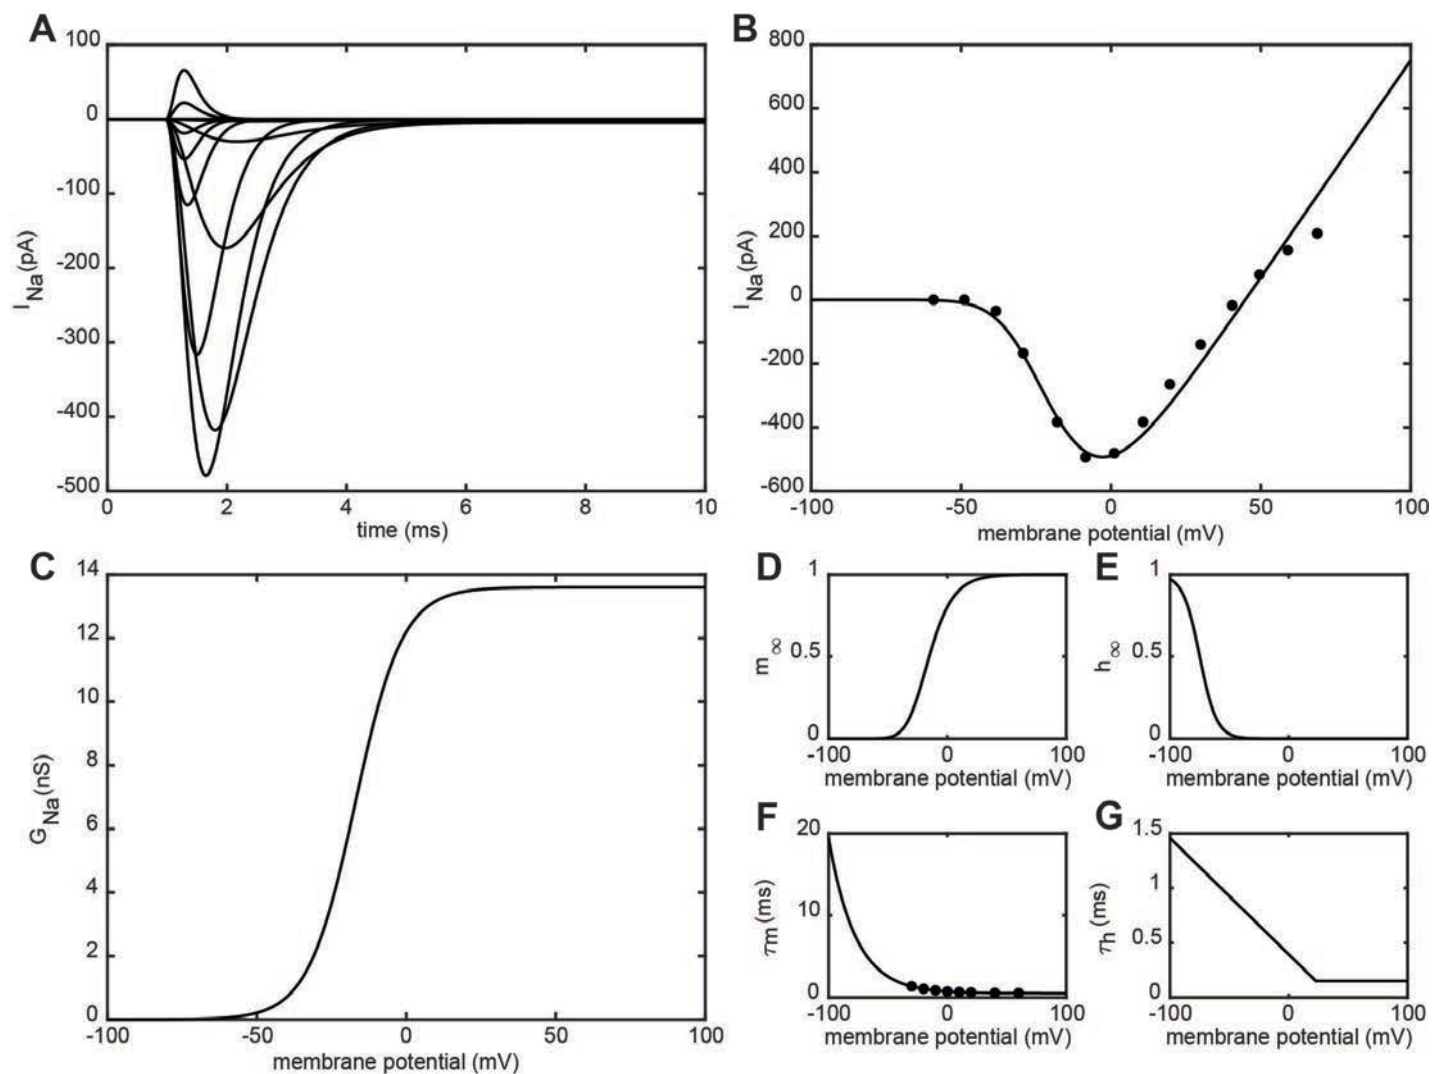 A
100
0
-100
-200
-300
-400
-500
0 2 4 6 8 10
time (ms)
I Na (pA)
B
800
600
400
200
0
-200
-400
-600
-100 -50 0 50 100
membrane potential (mV)
I Na (pA)
C
14
12
10
8
6
4
2
0
-100 -50 0 50 100
membrane potential (mV)
G Na (nS)
D
1
0.5
0
-100 0 100
membrane potential (mV)
m ∞
E
1
0.5
0
-100 0 100
membrane potential (mV)
h ∞
F
20
10
0
-100 0 100
membrane potential (mV)
τm (ms)
G
1.5
1
0.5
0
-100 0 100
membrane potential (mV)
τh (ms)